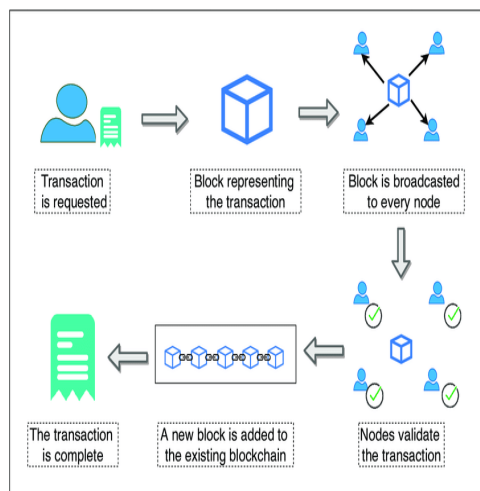 Transaction
is requested
Block representing
the transaction
Block is broadcasted
to every node
The transaction
is complete
A new block is added to
the existing blockchain
Nodes validate
the transaction